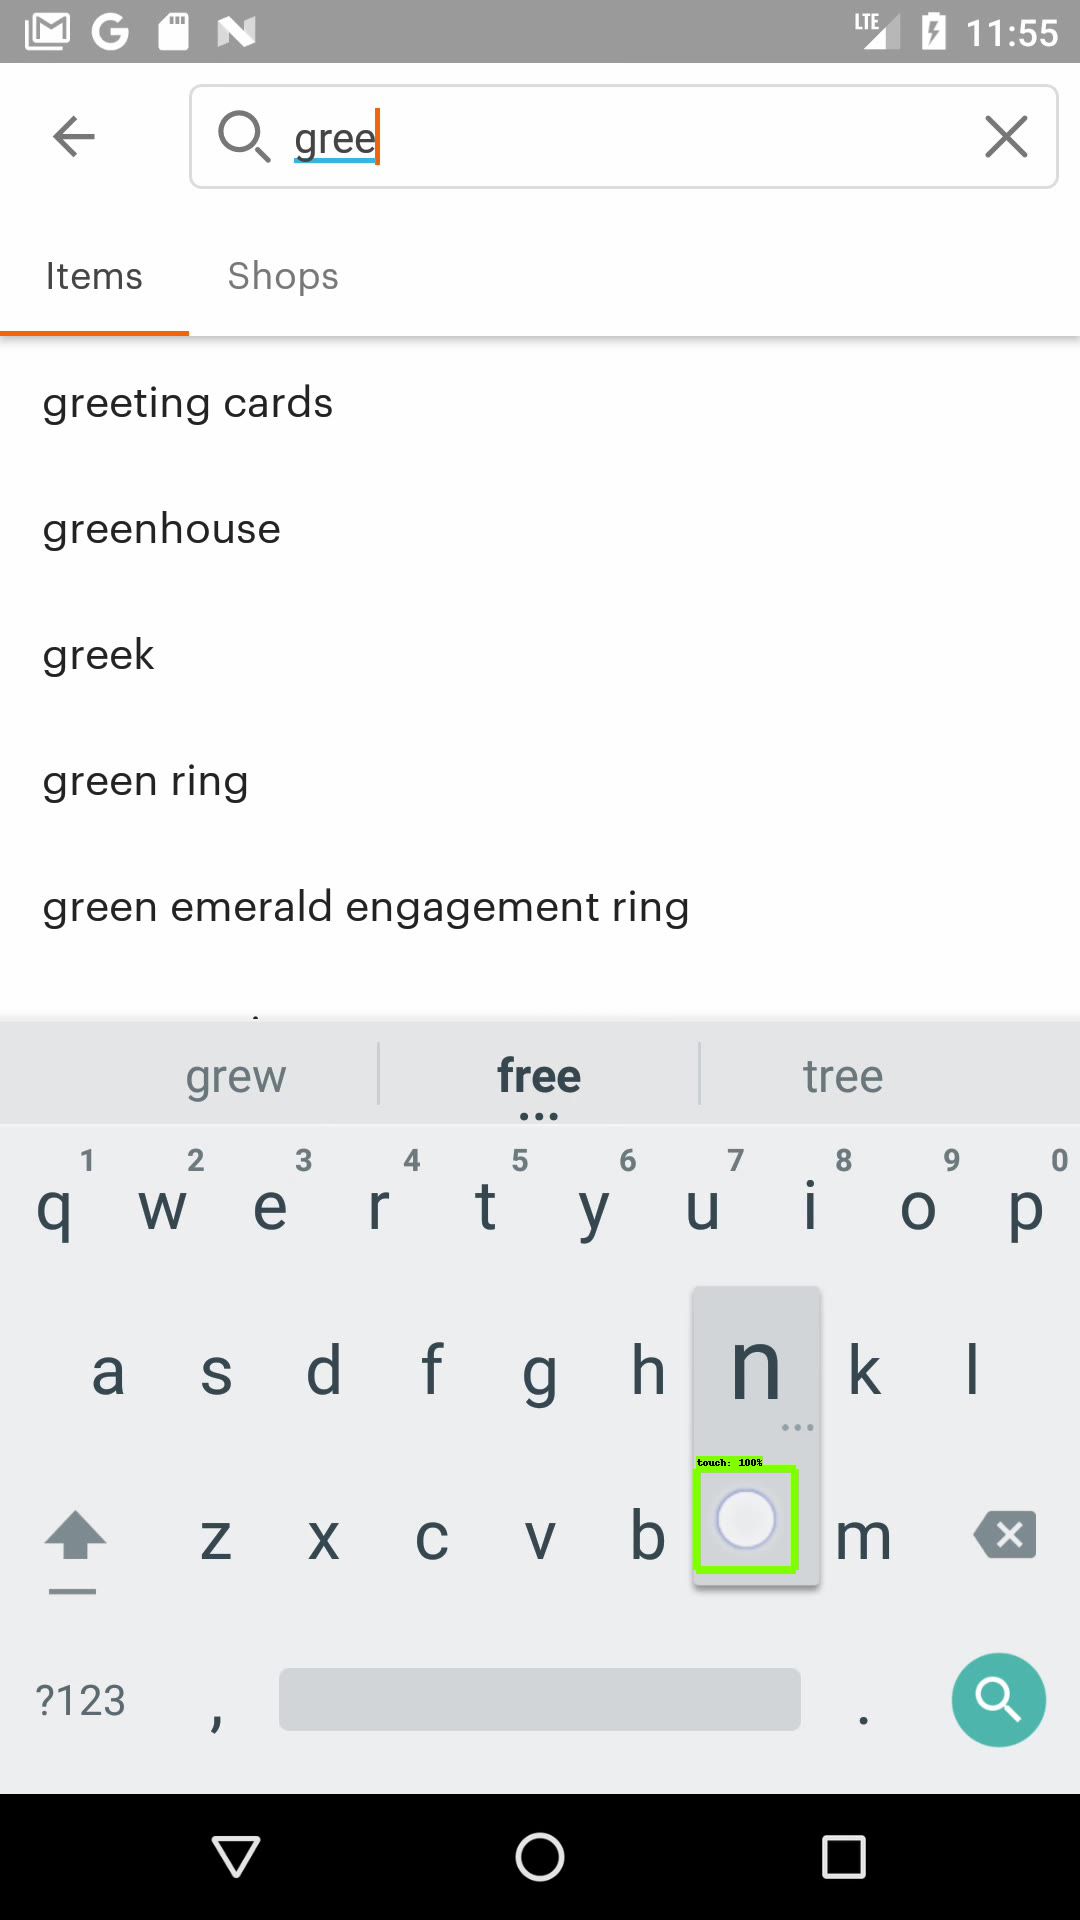 LTE 11:55
gree
Items Shops
greeting cards
greenhouse
greek
green ring
green emerald engagement ring
grew free tree
1 2 3 4 5 6 7 8 9 0
q w e r t y u i o p
a s d f g h n k l
touch: 100%
z x c v b m
?123 , .